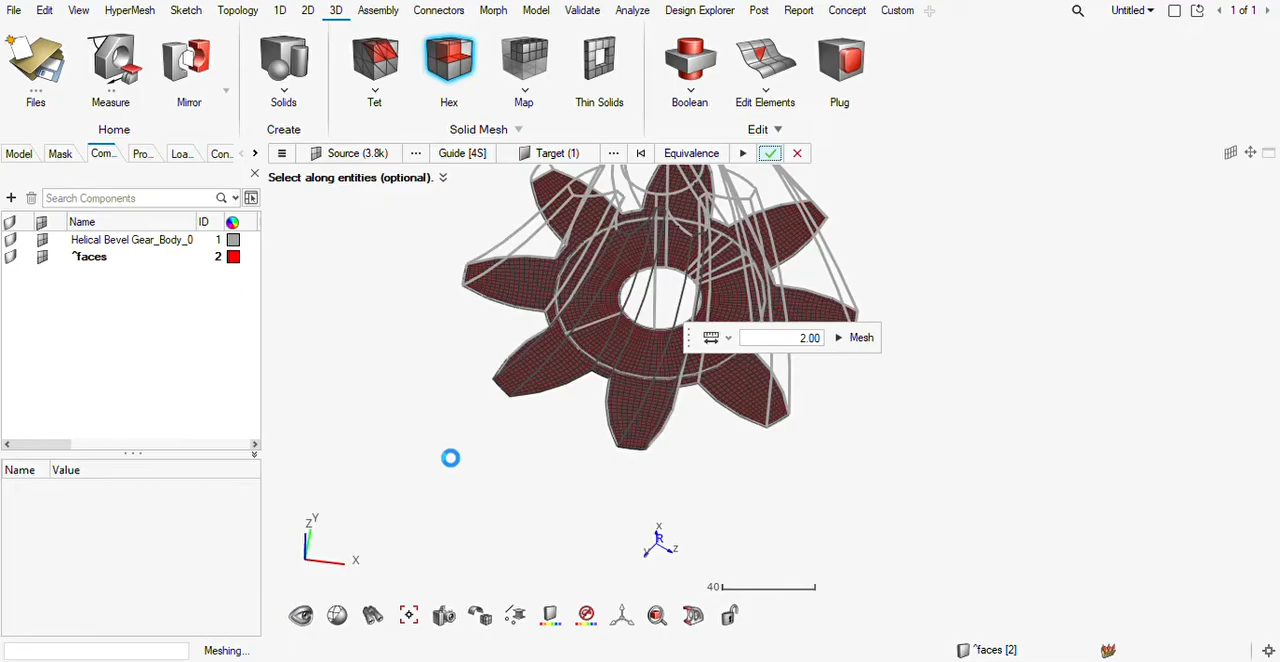 File Edit View HyperMesh Sketch Topology 1D 2D 3D Assembly Connectors Morph Model Validate Analyze Design Explorer Post Report Concept Custom Untitled 1 of 1
Files Measure Mirror Solids Tet Hex Map Thin Solids Boolean Edit Elements Plug
Home Create Solid Mesh Edit
Model Mask Com... Pro... Loa... Con... Source (3.8k) ... Guide [4S] Target (1) ... Equivalence
Select along entities (optional).
Search Components
Name ID
Helical Bevel Gear_Body_0 1
^faces 2
2.00 Mesh
Name Value
Z Y X
X R Y Z
40
Meshing... ^faces [2]